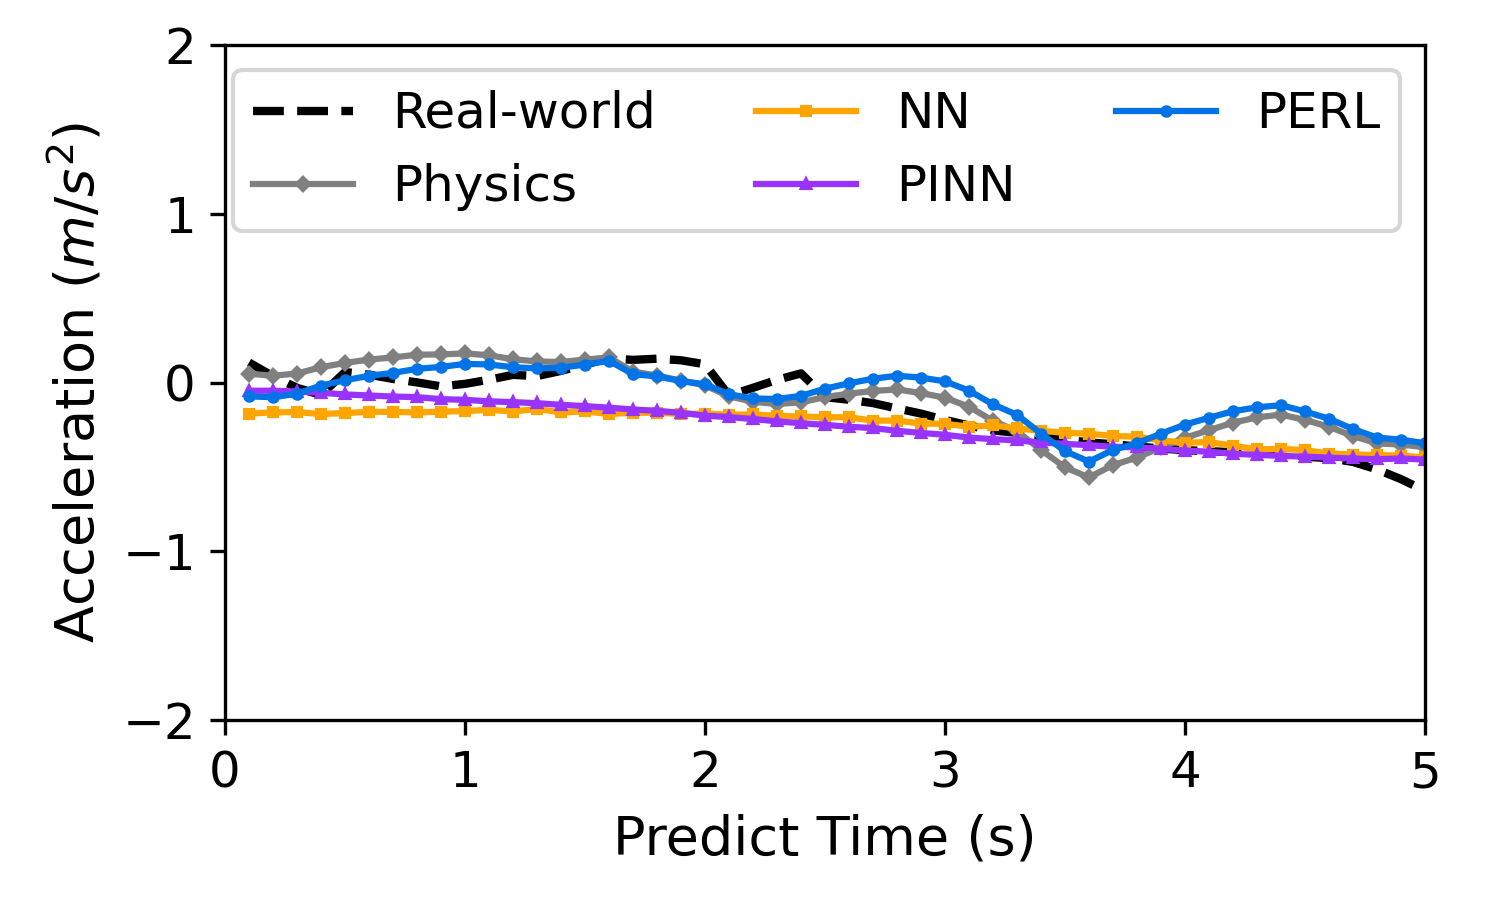 2
1
0
−1
−2
Acceleration (m/s²)
Real-world
Physics
NN
PINN
PERL
0 1 2 3 4 5
Predict Time (s)